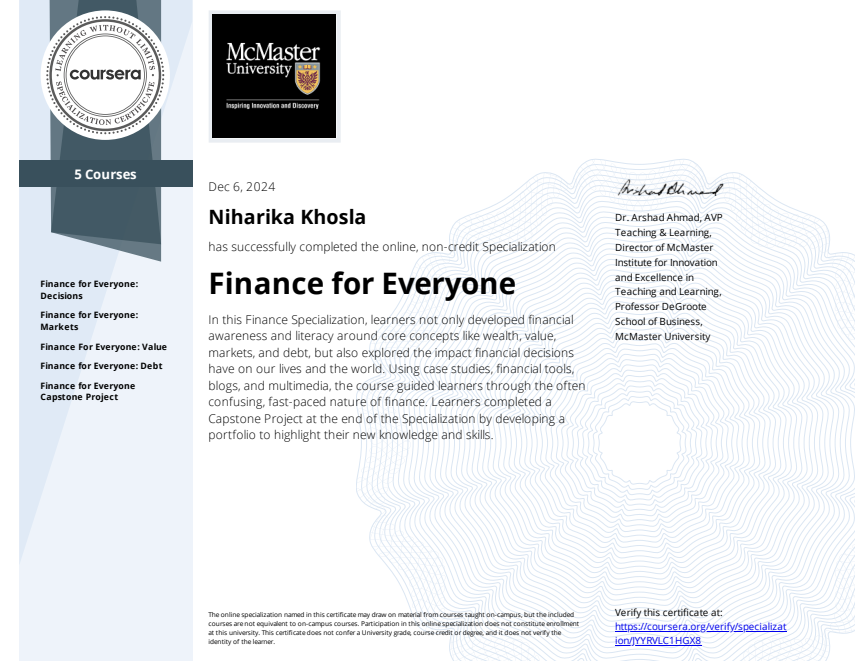 LEARNING WITHOUT LIMITS
coursera
SPECIALIZATION CERTIFICATE
5 Courses
Finance for Everyone:
Decisions
Finance for Everyone:
Markets
Finance For Everyone: Value
Finance for Everyone: Debt
Finance for Everyone
Capstone Project
McMaster
University
Inspiring Innovation and Discovery
Dec 6, 2024
Niharika Khosla
has successfully completed the online, non-credit Specialization
Finance for Everyone
In this Finance Specialization, learners not only developed financial
awareness and literacy around core concepts like wealth, value,
markets, and debt, but also explored the impact financial decisions
have on our lives and the world. Using case studies, financial tools,
blogs, and multimedia, the course guided learners through the often
confusing, fast-paced nature of finance. Learners completed a
Capstone Project at the end of the Specialization by developing a
portfolio to highlight their new knowledge and skills.
Arshad Ahmad
Dr. Arshad Ahmad, AVP
Teaching & Learning,
Director of McMaster
Institute for Innovation
and Excellence in
Teaching and Learning,
Professor DeGroote
School of Business,
McMaster University
The online specialization named in this certificate may draw on material from courses taught on-campus, but the included
courses are not equivalent to on-campus courses. Participation in this online specialization does not constitute enrollment
at this university. This certificate does not confer a University grade, course credit or degree, and it does not verify the
identity of the learner.
Verify this certificate at:
https://coursera.org/verify/specializat
ion/JYYRVLC1HGX8